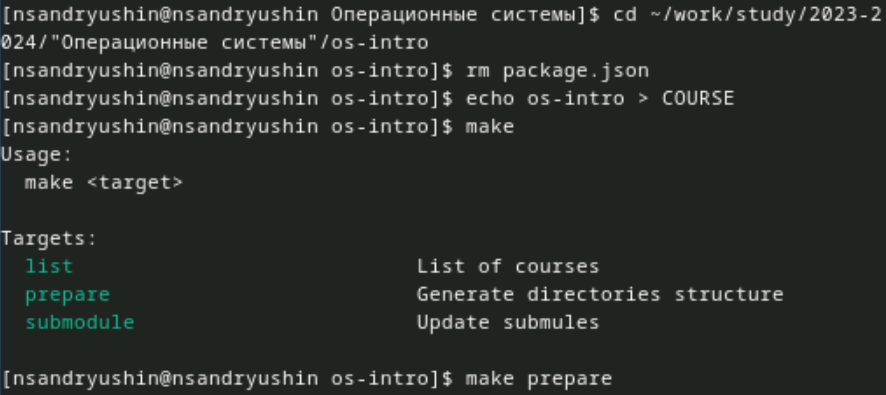 [nsandryushin@nsandryushin Операционные системы]$ cd ~/work/study/2023-2
024/"Операционные системы"/os-intro
[nsandryushin@nsandryushin os-intro]$ rm package.json
[nsandryushin@nsandryushin os-intro]$ echo os-intro > COURSE
[nsandryushin@nsandryushin os-intro]$ make
Usage:
  make <target>

Targets:
  list                            List of courses
  prepare                         Generate directories structure
  submodule                       Update submules

[nsandryushin@nsandryushin os-intro]$ make prepare